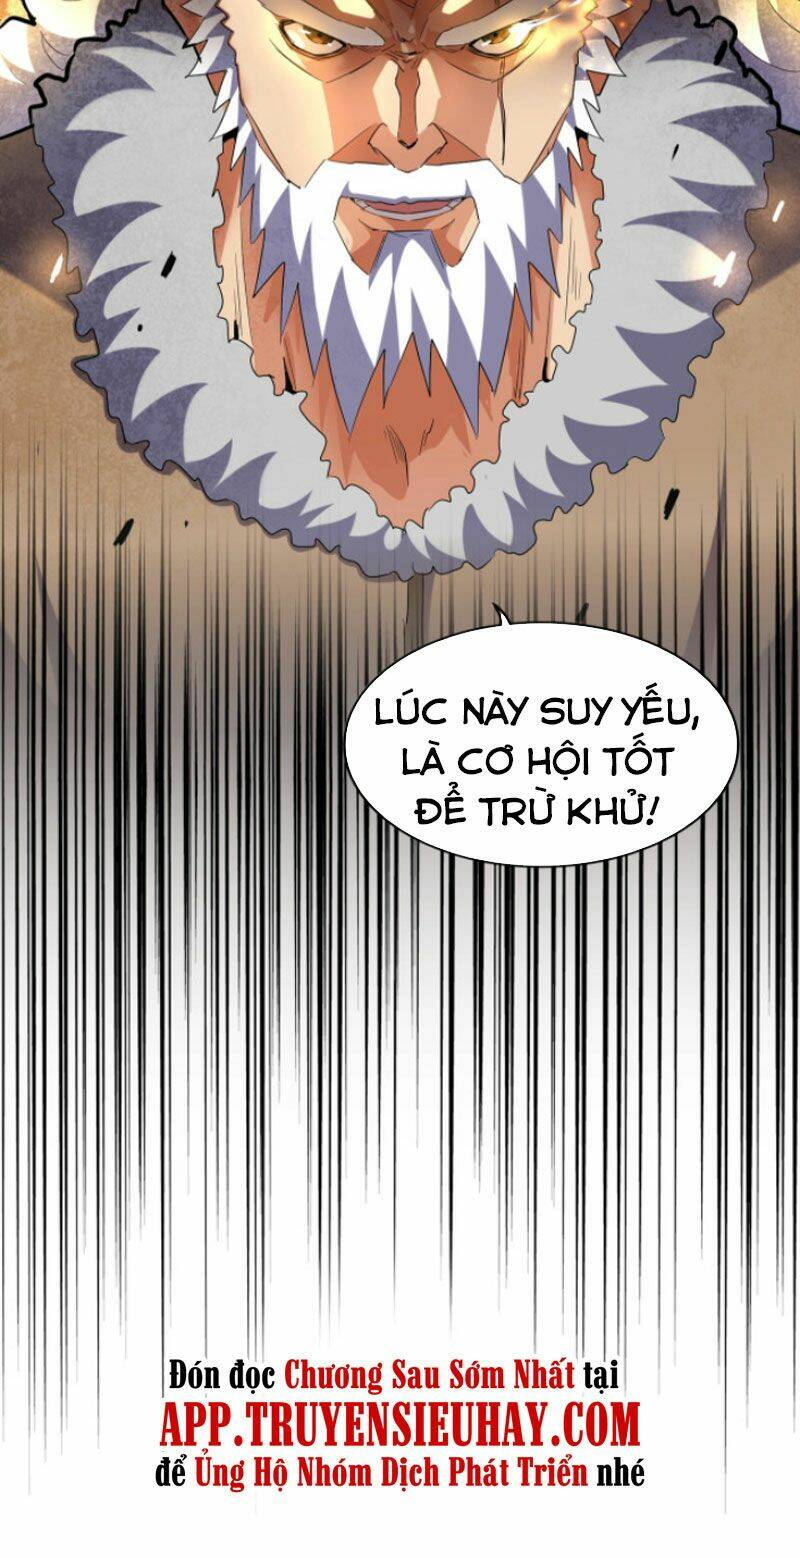 LÚC NÀY SUY YẾU,
LÀ CƠ HỘI TỐT
ĐỂ TRỪ KHỬ!
Đón đọc Chương Sau Sớm Nhất tại
APP.TRUYENSIEUHAY.COM
để Ủng Hộ Nhóm Dịch Phát Triển nhé